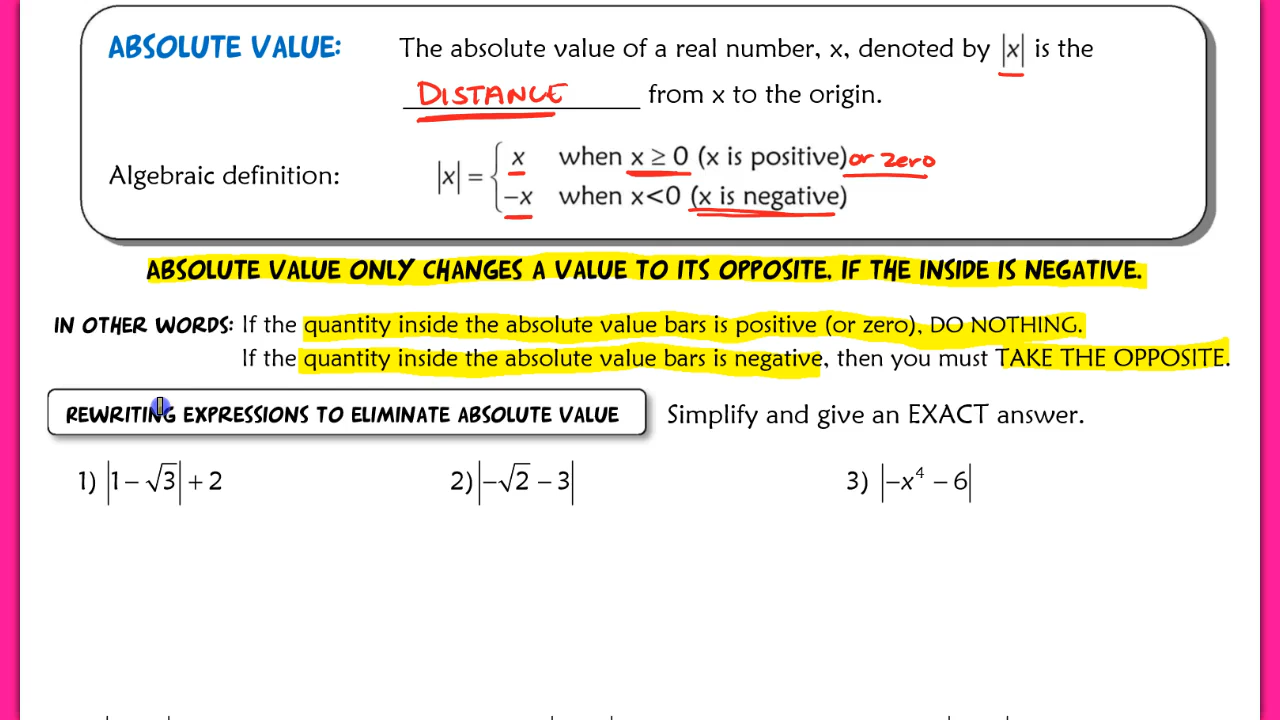 ABSOLUTE VALUE: The absolute value of a real number, x, denoted by |x| is the
DISTANCE from x to the origin.
Algebraic definition: |x| = { x when x ≥ 0 (x is positive) or zero
−x when x<0 (x is negative)
ABSOLUTE VALUE ONLY CHANGES A VALUE TO ITS OPPOSITE, IF THE INSIDE IS NEGATIVE.
IN OTHER WORDS: If the quantity inside the absolute value bars is positive (or zero), DO NOTHING.
If the quantity inside the absolute value bars is negative, then you must TAKE THE OPPOSITE.
REWRITING EXPRESSIONS TO ELIMINATE ABSOLUTE VALUE Simplify and give an EXACT answer.
1) |1 − √3| + 2 2) |−√2 − 3| 3) |−x⁴ − 6|